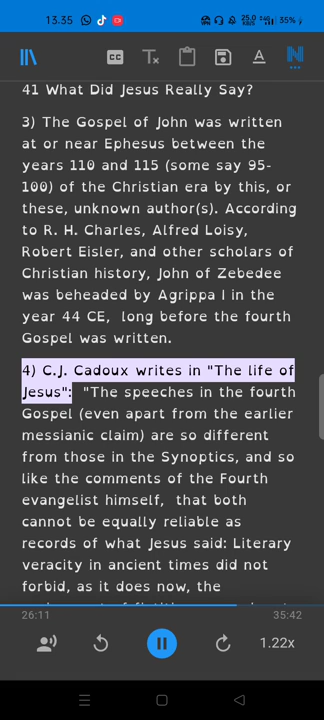 13.35
25.0
KB/s
35%
CC
A
41 What Did Jesus Really Say?
3) The Gospel of John was written
at or near Ephesus between the
years 110 and 115 (some say 95-
100) of the Christian era by this, or
these, unknown author(s). According
to R. H. Charles, Alfred Loisy,
Robert Eisler, and other scholars of
Christian history, John of Zebedee
was beheaded by Agrippa I in the
year 44 CE, long before the fourth
Gospel was written.
4) C.J. Cadoux writes in "The life of
Jesus": "The speeches in the fourth
Gospel (even apart from the earlier
messianic claim) are so different
from those in the Synoptics, and so
like the comments of the Fourth
evangelist himself, that both
cannot be equally reliable as
records of what Jesus said: Literary
veracity in ancient times did not
forbid, as it does now, the
26:11
35:42
1.22x